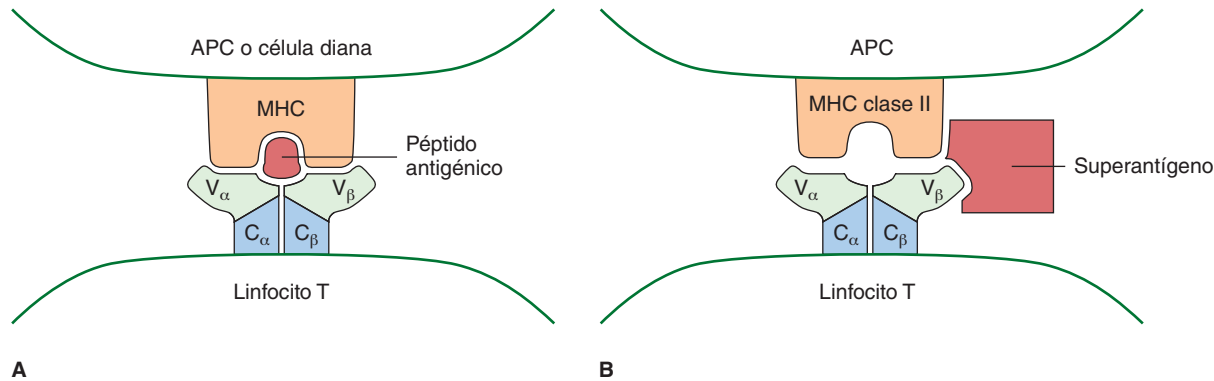 APC o célula diana
MHC
Péptido
antigénico
Vα
Vβ
Cα
Cβ
Linfocito T
A
APC
MHC clase II
Superantígeno
Vα
Vβ
Cα
Cβ
Linfocito T
B